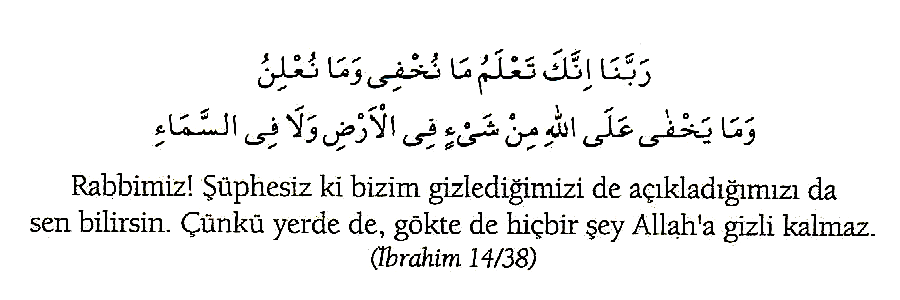 رَبَّنَا اِنَّكَ تَعْلَمُ مَا نُخْفِى وَمَا نُعْلِنُ
وَمَا يَخْفٰى عَلَى اللهِ مِنْ شَىْءٍ فِى الْاَرْضِ وَلَا فِى السَّمَاءِ
Rabbimiz! Şüphesiz ki bizim gizlediğimizi de açıkladığımızı da
sen bilirsin. Çünkü yerde de, gökte de hiçbir şey Allah'a gizli kalmaz.
(İbrahim 14/38)